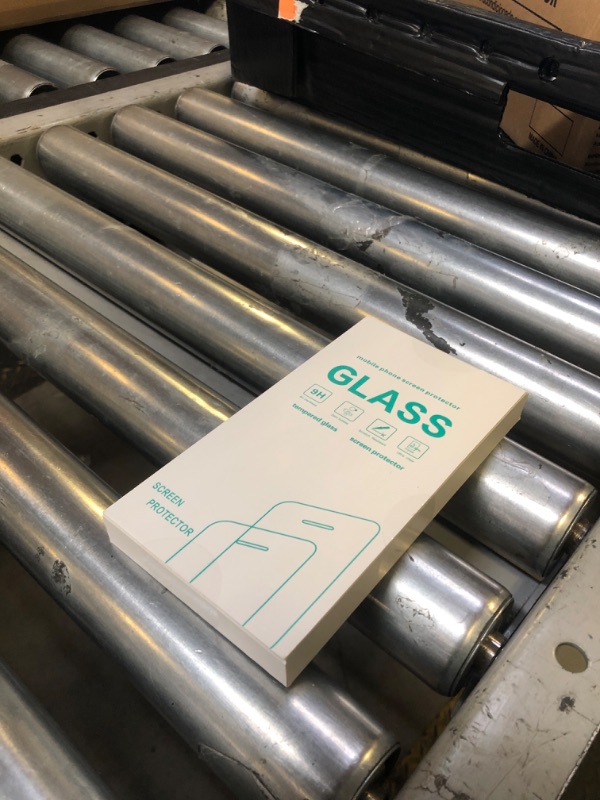 mobile phone screen protector
GLASS
9H
tempered glass
screen protector
SCREEN
PROTECTOR